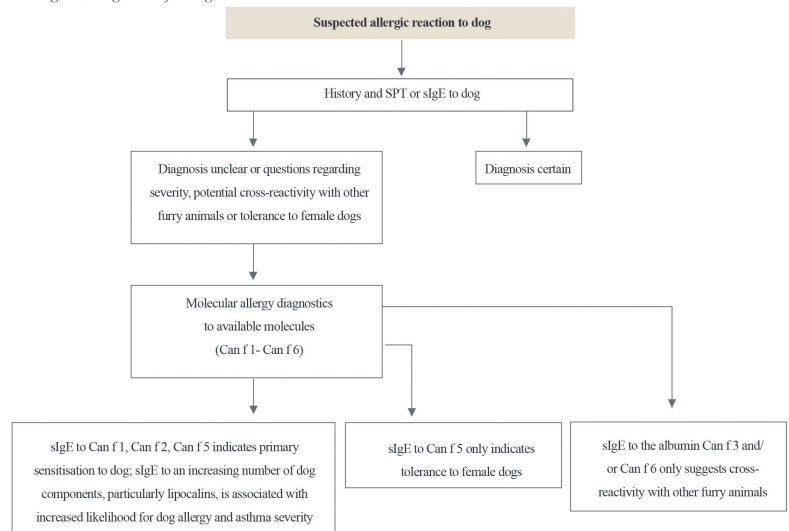 Suspected allergic reaction to dog
History and SPT or sIgE to dog
Diagnosis unclear or questions regarding
severity, potential cross-reactivity with other
furry animals or tolerance to female dogs
Diagnosis certain
Molecular allergy diagnostics
to available molecules
(Can f 1- Can f 6)
sIgE to Can f 1, Can f 2, Can f 5 indicates primary
sensitisation to dog; sIgE to an increasing number of dog
components, particularly lipocalins, is associated with
increased likelihood for dog allergy and asthma severity
sIgE to Can f 5 only indicates
tolerance to female dogs
sIgE to the albumin Can f 3 and/
or Can f 6 only suggests cross-
reactivity with other furry animals